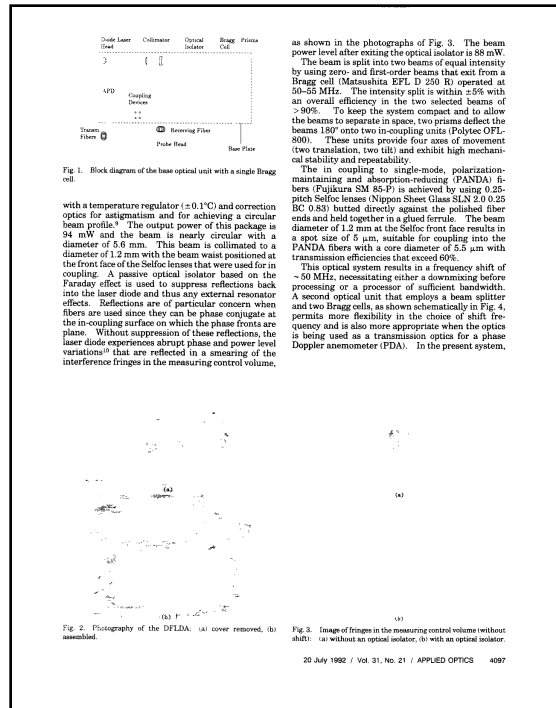 Diode Laser Head
Collimator
Optical Isolator
Bragg Cell
Prisms
APD
Coupling Devices
Transm. Fibers
Receiving Fiber
Probe Head
Base Plate
Fig. 1. Block diagram of the base optical unit with a single Bragg
cell.
with a temperature regulator (±0.1°C) and correction
optics for astigmatism and for achieving a circular
beam profile.⁹ The output power of this package is
94 mW and the beam is nearly circular with a
diameter of 5.6 mm. This beam is collimated to a
diameter of 1.2 mm with the beam waist positioned at
the front face of the Selfoc lenses that were used for in
coupling. A passive optical isolator based on the
Faraday effect is used to suppress reflections back
into the laser diode and thus any external resonator
effects. Reflections are of particular concern when
fibers are used since they can be phase conjugate at
the in-coupling surface on which the phase fronts are
plane. Without suppression of these reflections, the
laser diode experiences abrupt phase and power level
variations¹⁰ that are reflected in a smearing of the
interference fringes in the measuring control volume,
(a)
(b)
Fig. 2. Photography of the DFLDA: (a) cover removed, (b)
assembled.
as shown in the photographs of Fig. 3. The beam
power after exiting the optical isolator is 88 mW.
The beam is split into two beams of equal intensity
by using zero- and first-order beams that exit from a
Bragg cell (Matsushita EFL D 250 R) operated at
50–55 MHz. The intensity is split within ±5% with
an overall efficiency in the two selected beams of
>90%. To keep the system compact and to allow
the beams to separate in space, two prisms deflect the
beams 180° onto two in-coupling units (Polytec OFL-
800). These units provide four axes of movement
(two translation, two tilt) and exhibit high mechani-
cal stability and repeatability.
The in coupling to single-mode, polarization-
maintaining and absorption-reducing (PANDA) fi-
bers (Fujikura SM 85-P) is achieved by using 0.25-
pitch Selfoc lenses (Nippon Sheet Glass SLN 2.0 0.25
BC 0.83) butted directly against the polished fiber
ends and held together in a glued ferrule. The beam
diameter of 1.2 mm at the Selfoc front face results in
a spot size of 5 μm, suitable for coupling into the
PANDA fibers with a core diameter of 5.5 μm with
transmission efficiencies that exceed 60%.
This optical system results in a frequency shift of
~50 MHz, necessitating either a downmixing before
processing or a processor of sufficient bandwidth.
A second optical unit that employs a beam splitter
and two Bragg cells, as shown schematically in Fig. 4,
permits more flexibility in the choice of shift fre-
quency and is also more appropriate when the optics
is being used as a transmission optics for a phase
Doppler anemometer (PDA). In the present system,
(a)
(b)
Fig. 3. Image of fringes in the measuring control volume (without
shift): (a) without an optical isolator, (b) with an optical isolator.
20 July 1992 / Vol. 31, No. 21 / APPLIED OPTICS 4097